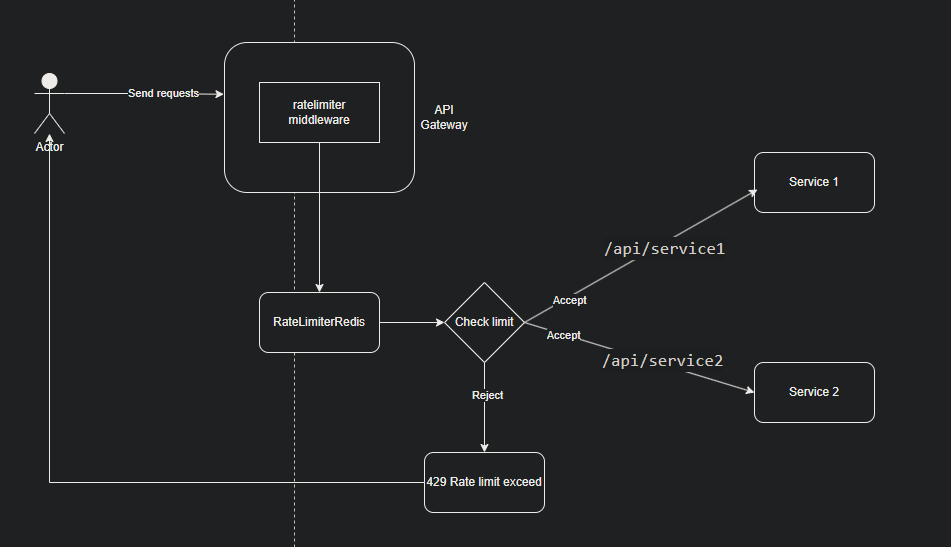 Send requests
ratelimiter
middleware
API
Gateway
Actor
Service 1
/api/service1
Accept
RateLimiterRedis
Check limit
Accept
/api/service2
Service 2
Reject
429 Rate limit exceed